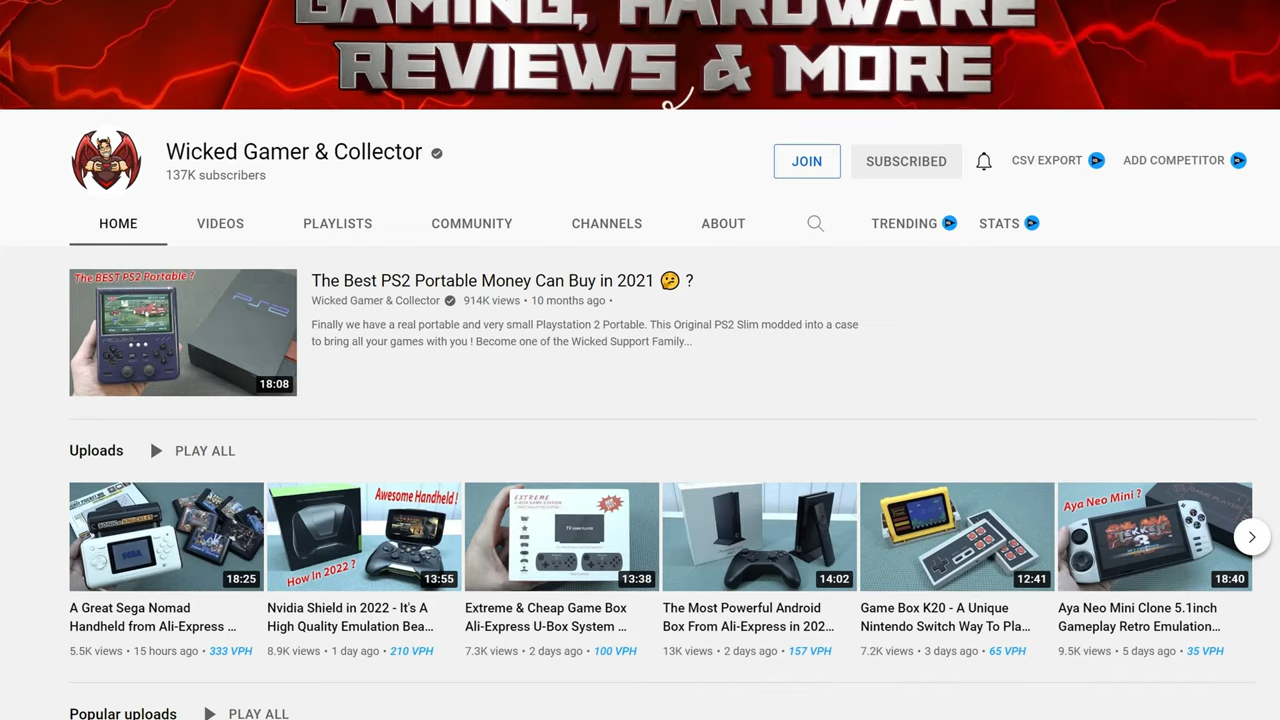 GAMING, HARDWARE
REVIEWS & MORE
Wicked Gamer & Collector
137K subscribers
JOIN
SUBSCRIBED
CSV EXPORT
ADD COMPETITOR
HOME
VIDEOS
PLAYLISTS
COMMUNITY
CHANNELS
ABOUT
TRENDING
STATS
The BEST PS2 Portable ?
PS2
18:08
The Best PS2 Portable Money Can Buy in 2021 🤔 ?
Wicked Gamer & Collector 914K views • 10 months ago •
Finally we have a real portable and very small Playstation 2 Portable. This Original PS2 Slim modded into a case
to bring all your games with you ! Become one of the Wicked Support Family...
Uploads
PLAY ALL
SEGA
18:25
Awesome Handheld !
How In 2022 ?
13:55
EXTREME
TV GAME PLAYER
13:38
14:02
12:41
Aya Neo Mini ?
18:40
A Great Sega Nomad
Handheld from Ali-Express ...
5.5K views • 15 hours ago • 333 VPH
Nvidia Shield in 2022 - It's A
High Quality Emulation Bea...
8.9K views • 1 day ago • 210 VPH
Extreme & Cheap Game Box
Ali-Express U-Box System ...
7.3K views • 2 days ago • 100 VPH
The Most Powerful Android
Box From Ali-Express in 202...
13K views • 2 days ago • 157 VPH
Game Box K20 - A Unique
Nintendo Switch Way To Pla...
7.2K views • 3 days ago • 65 VPH
Aya Neo Mini Clone 5.1inch
Gameplay Retro Emulation...
9.5K views • 5 days ago • 35 VPH
Popular uploads
PLAY ALL